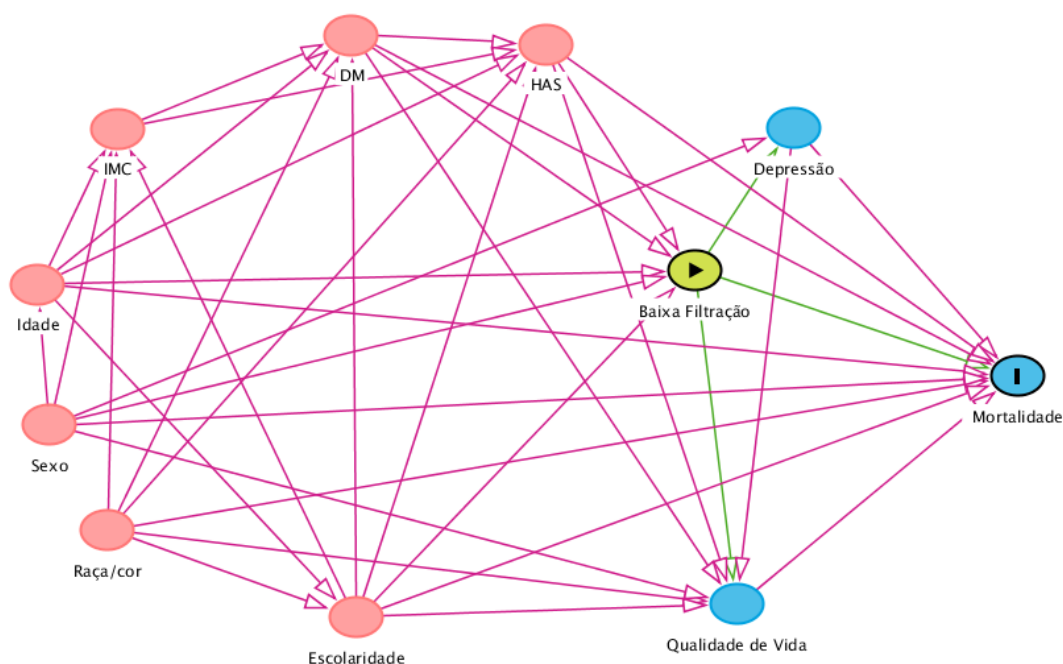 DM
HAS
IMC
Depressão
Baixa Filtração
Idade
Mortalidade
Sexo
Raça/cor
Qualidade de Vida
Escolaridade